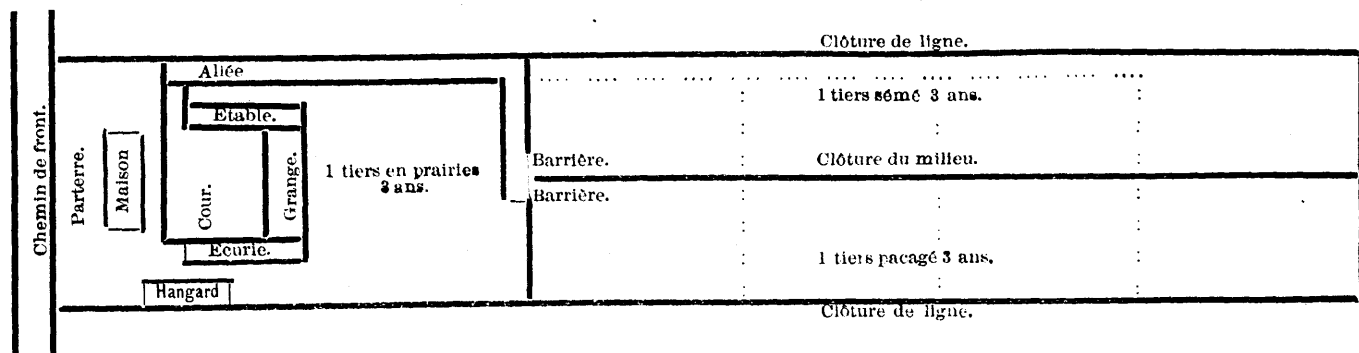 Clôture de ligne.
Allée
1 tiers sémé 3 ans.
Etable.
Chemin de front.
Parterre.
Maison
Cour.
Grange.
1 tiers en prairies
3 ans.
Barrière.
Clôture du milieu.
Barrière.
Ecurie.
1 tiers pacagé 3 ans.
Hangard
Clôture de ligne.